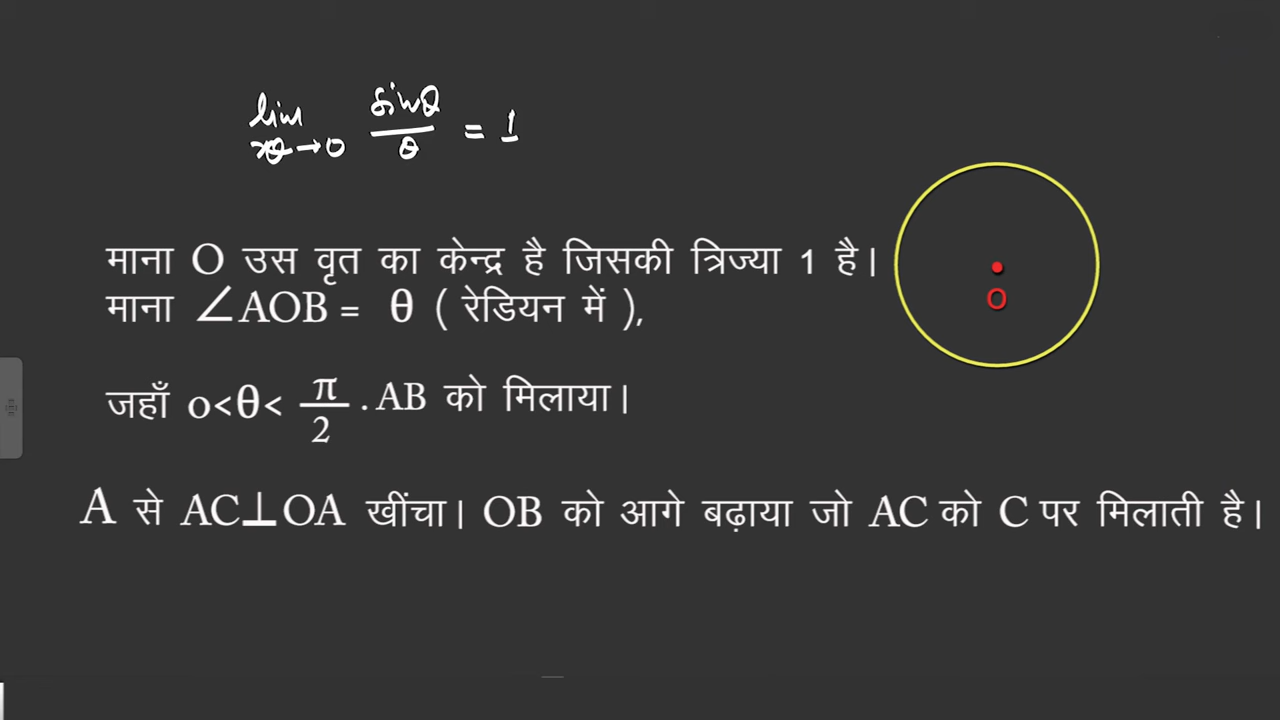 lim sinθ
θ→0 θ = 1
माना O उस वृत का केन्द्र है जिसकी त्रिज्या 1 है।
माना ∠AOB = θ ( रेडियन में ),
O
जहाँ 0<θ< π/2 . AB को मिलाया।
A से AC⊥OA खींचा। OB को आगे बढ़ाया जो AC को C पर मिलाती है।